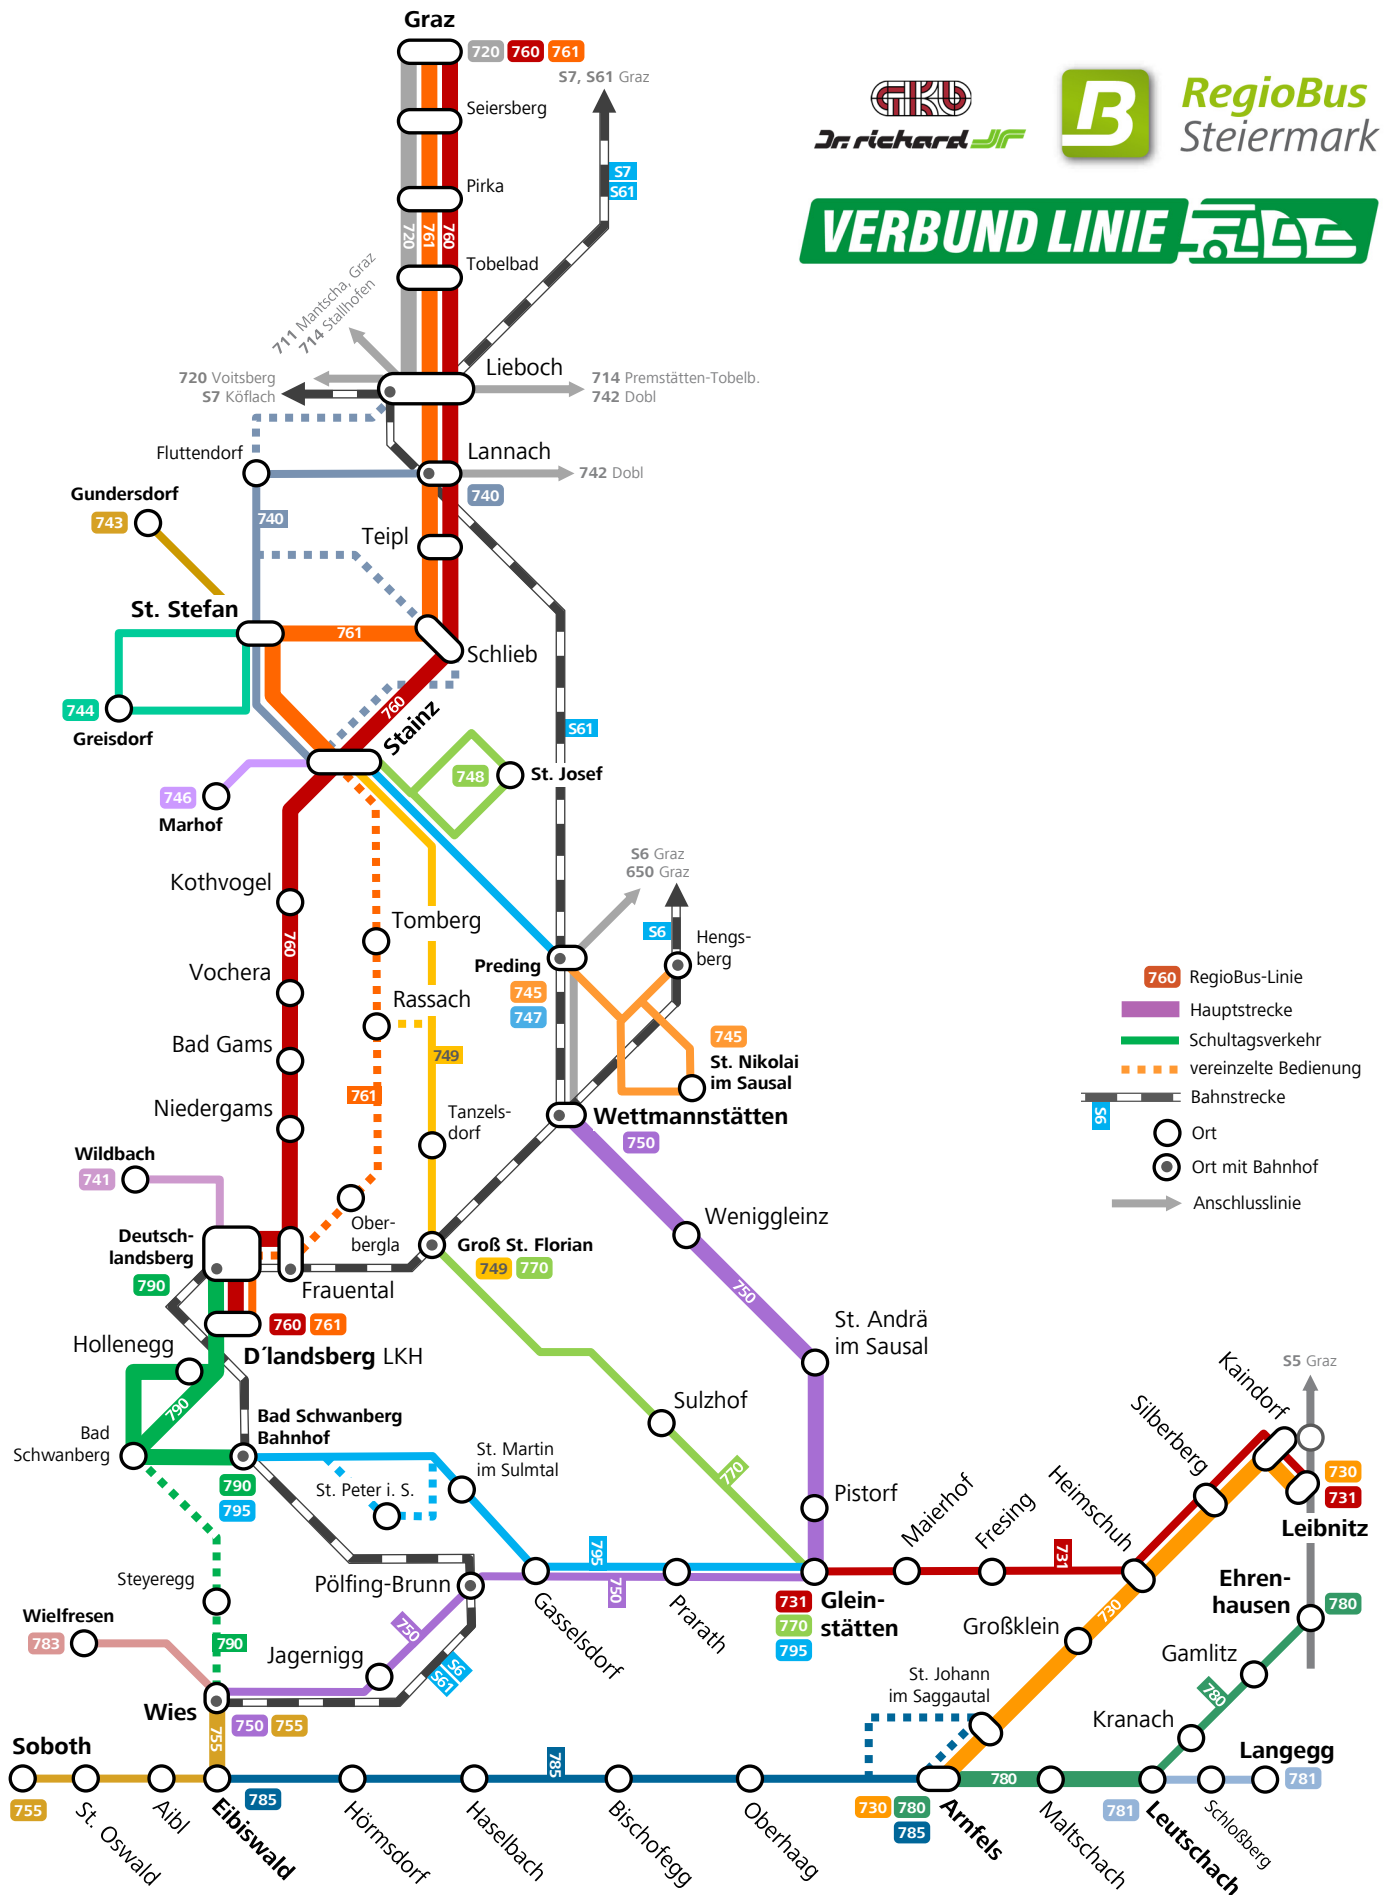 Graz
720 760 761
S7, S61 Graz
GKB
Dr. richard
B
RegioBus
Steiermark
VERBUND LINIE
Seiersberg
S7
S61
Pirka
720
761
760
Tobelbad
711 Mantscha, Graz
714 Stallhofen
Lieboch
720 Voitsberg
S7 Köflach
714 Premstätten-Tobelb.
742 Dobl
Fluttendorf
Lannach
742 Dobl
740
Gundersdorf
743
740
Teipl
St. Stefan
761
Schlieb
744
Greisdorf
760
Stainz
S61
748
St. Josef
746
Marhof
S6 Graz
650 Graz
Kothvogel
Tomberg
S6
Hengs-
berg
760
Preding
745
747
Vochera
Rassach
745
St. Nikolai
im Sausal
Bad Gams
749
761
Niedergams
Tanzels-
dorf
Wettmannstätten
750
760 RegioBus-Linie
Hauptstrecke
Schultagsverkehr
vereinzelte Bedienung
Bahnstrecke
S6
Ort
Ort mit Bahnhof
Anschlusslinie
Wildbach
741
Ober-
bergla
Weniggleinz
Deutsch-
landsberg
790
Frauental
Groß St. Florian
749 770
750
760 761
D´landsberg LKH
Hollenegg
St. Andrä
im Sausal
790
Sulzhof
S5 Graz
Kaindorf
Silberberg
Bad
Schwanberg
Bad Schwanberg
Bahnhof
790
795
St. Martin
im Sulmtal
St. Peter i. S.
770
Pistorf
Maierhof
Fresing
Heimschuh
730
731
Leibnitz
Steyeregg
Pölfing-Brunn
795
750
Gasselsdorf
Prarath
731
770
795
Glein-
stätten
731
730
Ehren-
hausen
780
Wielfresen
783
790
Jagernigg
750
S6
S61
Großklein
Gamlitz
780
St. Johann
im Saggautal
Kranach
Wies
750 755
755
Soboth
755
St. Oswald
Aibl
Eibiswald
785
Hörmsdorf
Haselbach
785
Bischofegg
Oberhaag
730 780
785
Arnfels
780
Maltschach
781
Leutschach
Schloßberg
Langegg
781